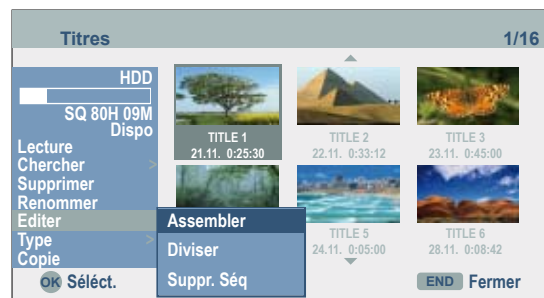 Titres 1/16
HDD
SQ 80H 09M
Dispo
Lecture
Chercher >
Supprimer
Renommer
Editer
Type >
Copie
TITLE 1
21.11. 0:25:30
TITLE 2
22.11. 0:33:12
TITLE 3
23.11. 0:45:00
Assembler
Diviser
Suppr. Séq
TITLE 5
24.11. 0:05:00
TITLE 6
28.11. 0:08:42
OK Séléct.
END Fermer